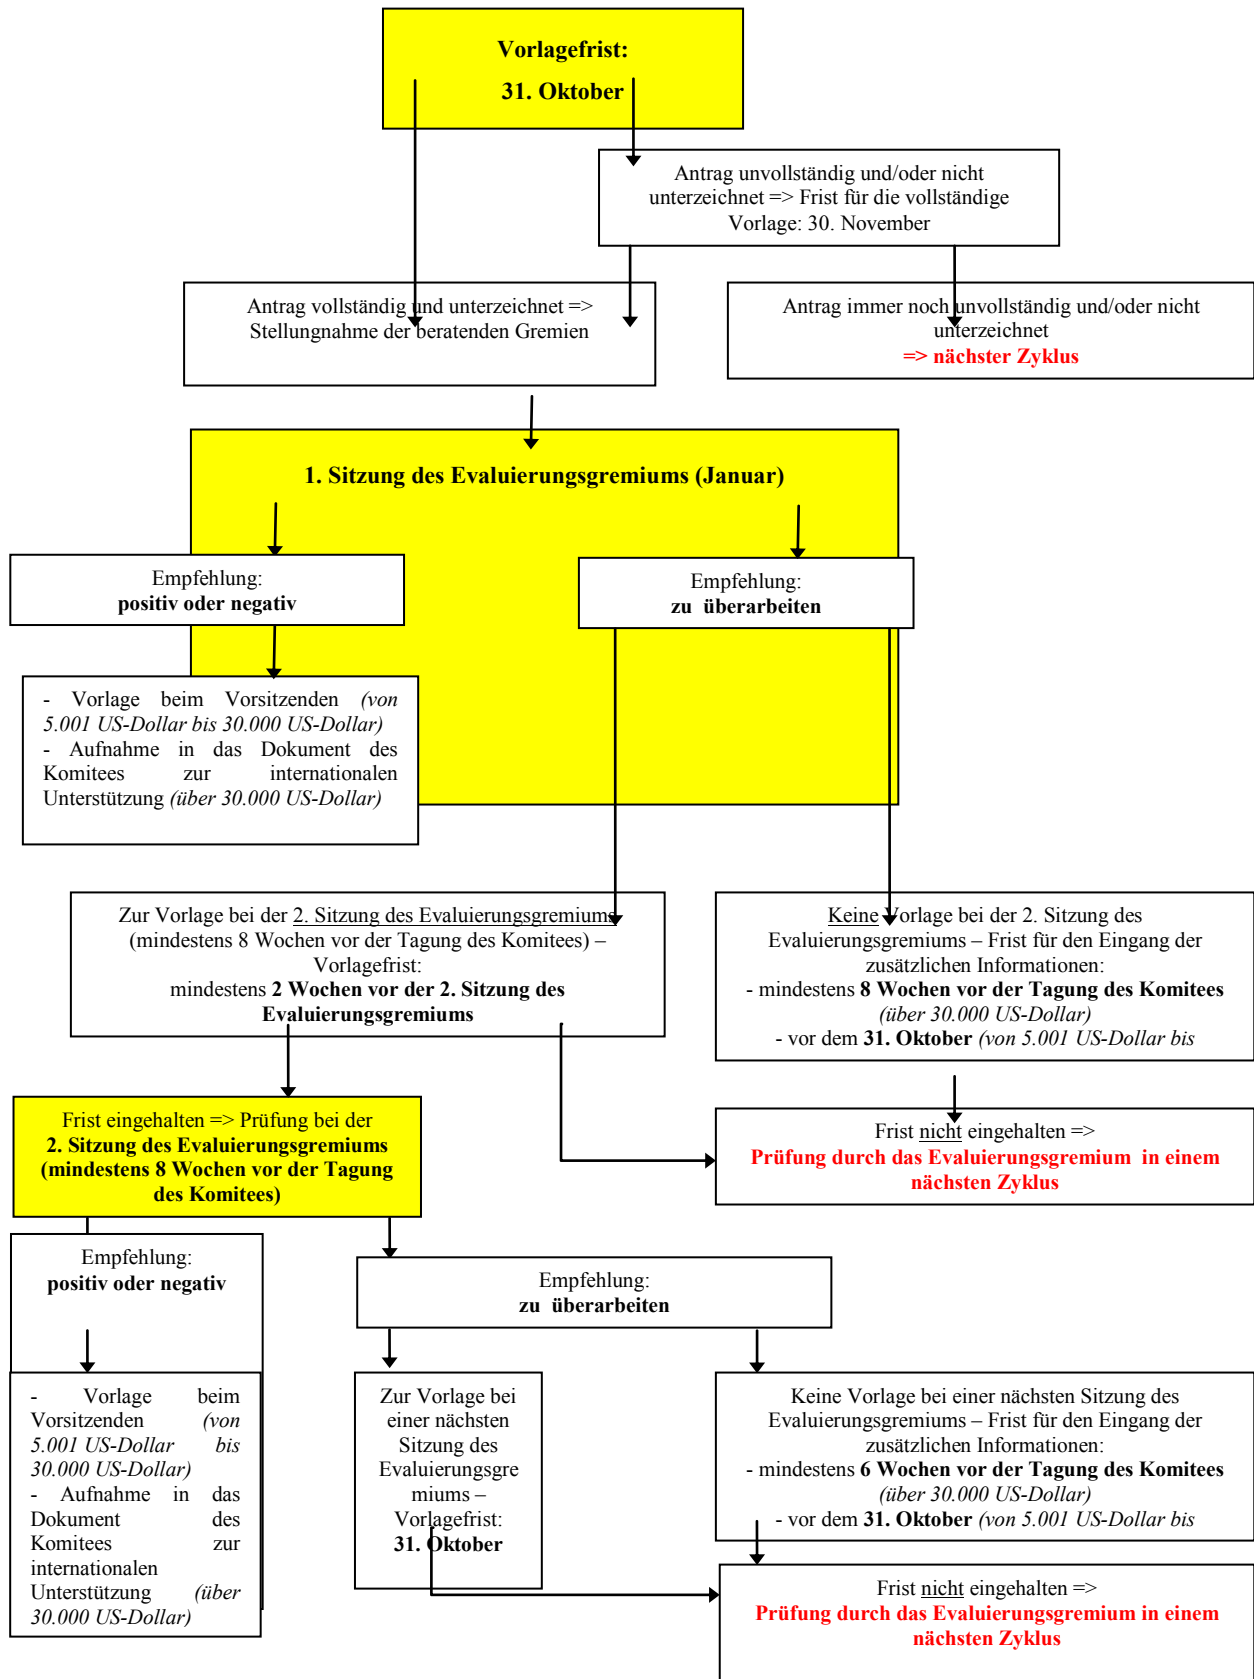 Vorlagefrist:
31. Oktober
Antrag unvollständig und/oder nicht
unterzeichnet => Frist für die vollständige
Vorlage: 30. November
Antrag vollständig und unterzeichnet =>
Stellungnahme der beratenden Gremien
Antrag immer noch unvollständig und/oder nicht
unterzeichnet
=> nächster Zyklus
1. Sitzung des Evaluierungsgremiums (Januar)
Empfehlung:
positiv oder negativ
Empfehlung:
zu überarbeiten
- Vorlage beim Vorsitzenden (von
5.001 US-Dollar bis 30.000 US-Dollar)
- Aufnahme in das Dokument des
Komitees zur internationalen
Unterstützung (über 30.000 US-Dollar)
Zur Vorlage bei der 2. Sitzung des Evaluierungsgremiums
(mindestens 8 Wochen vor der Tagung des Komitees) –
Vorlagefrist:
mindestens 2 Wochen vor der 2. Sitzung des
Evaluierungsgremiums
Keine Vorlage bei der 2. Sitzung des
Evaluierungsgremiums – Frist für den Eingang der
zusätzlichen Informationen:
- mindestens 8 Wochen vor der Tagung des Komitees
(über 30.000 US-Dollar)
- vor dem 31. Oktober (von 5.001 US-Dollar bis
Frist eingehalten => Prüfung bei der
2. Sitzung des Evaluierungsgremiums
(mindestens 8 Wochen vor der Tagung
des Komitees)
Frist nicht eingehalten =>
Prüfung durch das Evaluierungsgremium in einem
nächsten Zyklus
Empfehlung:
positiv oder negativ
Empfehlung:
zu überarbeiten
- Vorlage beim
Vorsitzenden (von
5.001 US-Dollar bis
30.000 US-Dollar)
- Aufnahme in das
Dokument des
Komitees zur
internationalen
Unterstützung (über
30.000 US-Dollar)
Zur Vorlage bei
einer nächsten
Sitzung des
Evaluierungsgre
miums –
Vorlagefrist:
31. Oktober
Keine Vorlage bei einer nächsten Sitzung des
Evaluierungsgremiums – Frist für den Eingang der
zusätzlichen Informationen:
- mindestens 6 Wochen vor der Tagung des Komitees
(über 30.000 US-Dollar)
- vor dem 31. Oktober (von 5.001 US-Dollar bis
Frist nicht eingehalten =>
Prüfung durch das Evaluierungsgremium in einem
nächsten Zyklus